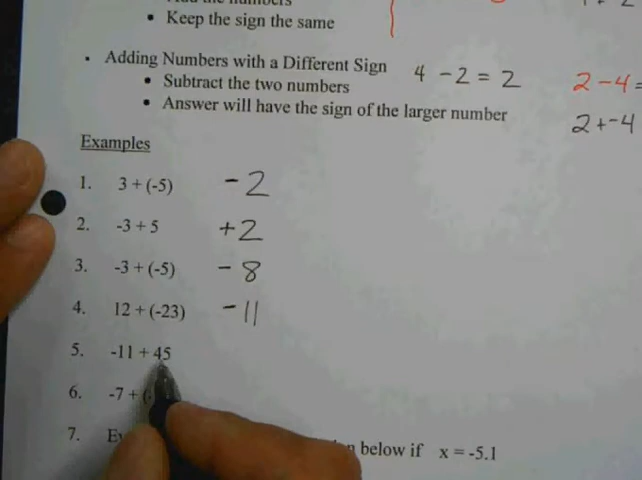 • Keep the sign the same
• Adding Numbers with a Different Sign 4 - 2 = 2 2 - 4 =
• Subtract the two numbers
• Answer will have the sign of the larger number 2 + -4
Examples
1. 3 + (-5) - 2
2. -3 + 5 + 2
3. -3 + (-5) - 8
4. 12 + (-23) - 11
5. -11 + 45
6. -7 + (
7. below if x = -5.1